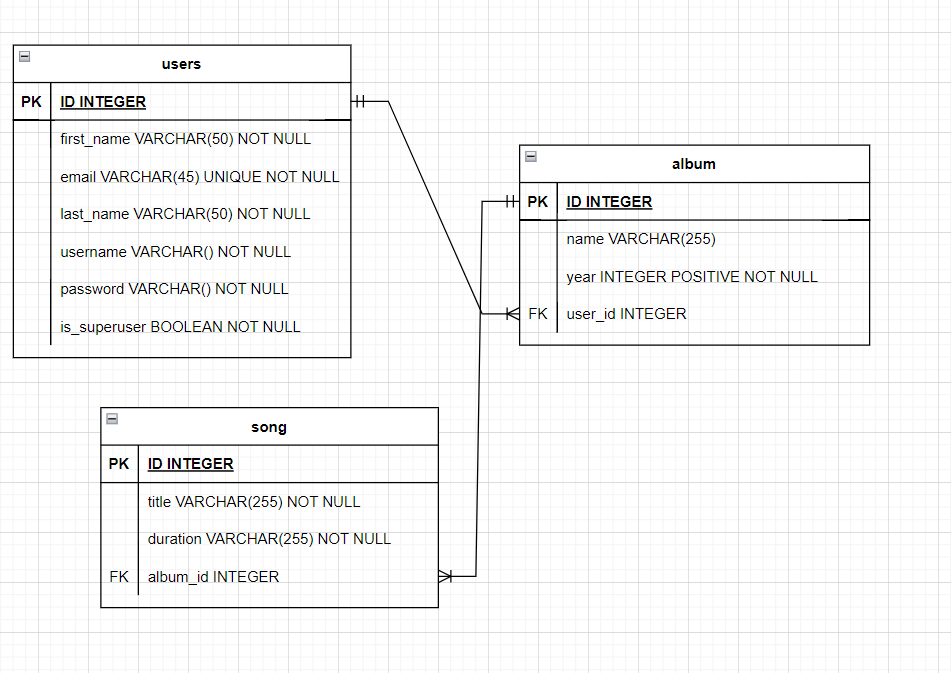 users
PK ID INTEGER
first_name VARCHAR(50) NOT NULL
email VARCHAR(45) UNIQUE NOT NULL
last_name VARCHAR(50) NOT NULL
username VARCHAR() NOT NULL
password VARCHAR() NOT NULL
is_superuser BOOLEAN NOT NULL
album
PK ID INTEGER
name VARCHAR(255)
year INTEGER POSITIVE NOT NULL
FK user_id INTEGER
song
PK ID INTEGER
title VARCHAR(255) NOT NULL
duration VARCHAR(255) NOT NULL
FK album_id INTEGER